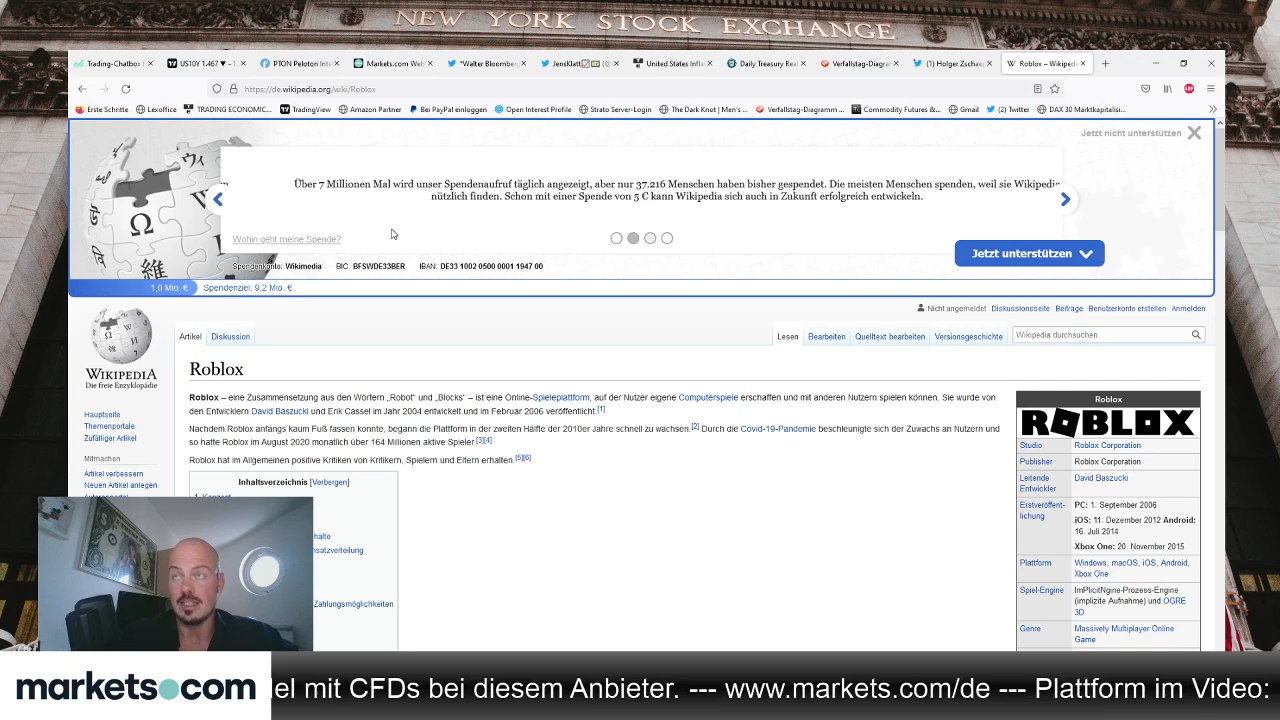 NEW YORK STOCK EXCHANGE
Trading-Chatbox
US10Y 1.467 ▼ −1.
PTON Peloton Inte
Markets.com Web
*Walter Bloomber
JensKlatt
United States Infla
Daily Treasury Rea
Verfallstag-Diagran
(1) Holger Zschaep
Roblox – Wikipedi
https://de.wikipedia.org/wiki/Roblox
Erste Schritte
Lexoffice
TRADING ECONOMIC...
TradingView
Amazon Partner
Bei PayPal einloggen
Open Interest Profile
Strato Server-Login
The Dark Knot | Men's ...
Verfallstag-Diagramm ...
Commodity Futures & ...
Gmail
(2) Twitter
DAX 30 Marktkapitalisi...
Jetzt nicht unterstützen
Über 7 Millionen Mal wird unser Spendenaufruf täglich angezeigt, aber nur 37.216 Menschen haben bisher gespendet. Die meisten Menschen spenden, weil sie Wikipedia
nützlich finden. Schon mit einer Spende von 5 € kann Wikipedia sich auch in Zukunft erfolgreich entwickeln.
Wohin geht meine Spende?
Jetzt unterstützen
Spendenkonto: Wikimedia BIC: BFSWDE33BER IBAN: DE33 1002 0500 0001 1947 00
1,0 Mio. € Spendenziel: 9,2 Mio. €
Nicht angemeldet Diskussionsseite Beiträge Benutzerkonto erstellen Anmelden
Artikel Diskussion Lesen Bearbeiten Quelltext bearbeiten Versionsgeschichte Wikipedia durchsuchen
WIKIPEDIA
Die freie Enzyklopädie
Hauptseite
Themenportale
Zufälliger Artikel
Mitmachen
Artikel verbessern
Neuen Artikel anlegen
Roblox
Roblox – eine Zusammensetzung aus den Wörtern „Robot“ und „Blocks“ – ist eine Online-Spieleplattform, auf der Nutzer eigene Computerspiele erschaffen und mit anderen Nutzern spielen können. Sie wurde von
den Entwicklern David Baszucki und Erik Cassel im Jahr 2004 entwickelt und im Februar 2006 veröffentlicht.[1]
Nachdem Roblox anfangs kaum Fuß fassen konnte, begann die Plattform in der zweiten Hälfte der 2010er Jahre schnell zu wachsen.[2] Durch die Covid-19-Pandemie beschleunigte sich der Zuwachs an Nutzern und
so hatte Roblox im August 2020 monatlich über 164 Millionen aktive Spieler.[3][4]
Roblox hat im Allgemeinen positive Kritiken von Kritikern, Spielern und Eltern erhalten.[5][6]
Inhaltsverzeichnis [Verbergen]
halte
nsatzverteilung
Zahlungsmöglichkeiten
Roblox
ROBLOX
Studio Roblox Corporation
Publisher Roblox Corporation
Leitende David Baszucki
Entwickler
Erstveröffent- PC: 1. September 2006
lichung iOS: 11. Dezember 2012 Android:
16. Juli 2014
Xbox One: 20. November 2015
Plattform Windows, macOS, iOS, Android,
Xbox One
Spiel-Engine ImPlicitNgine-Prozess-Engine
(implizite Aufnahme) und OGRE
3D
Genre Massively Multiplayer Online
Game
markets.com
el mit CFDs bei diesem Anbieter. --- www.markets.com/de --- Plattform im Video: